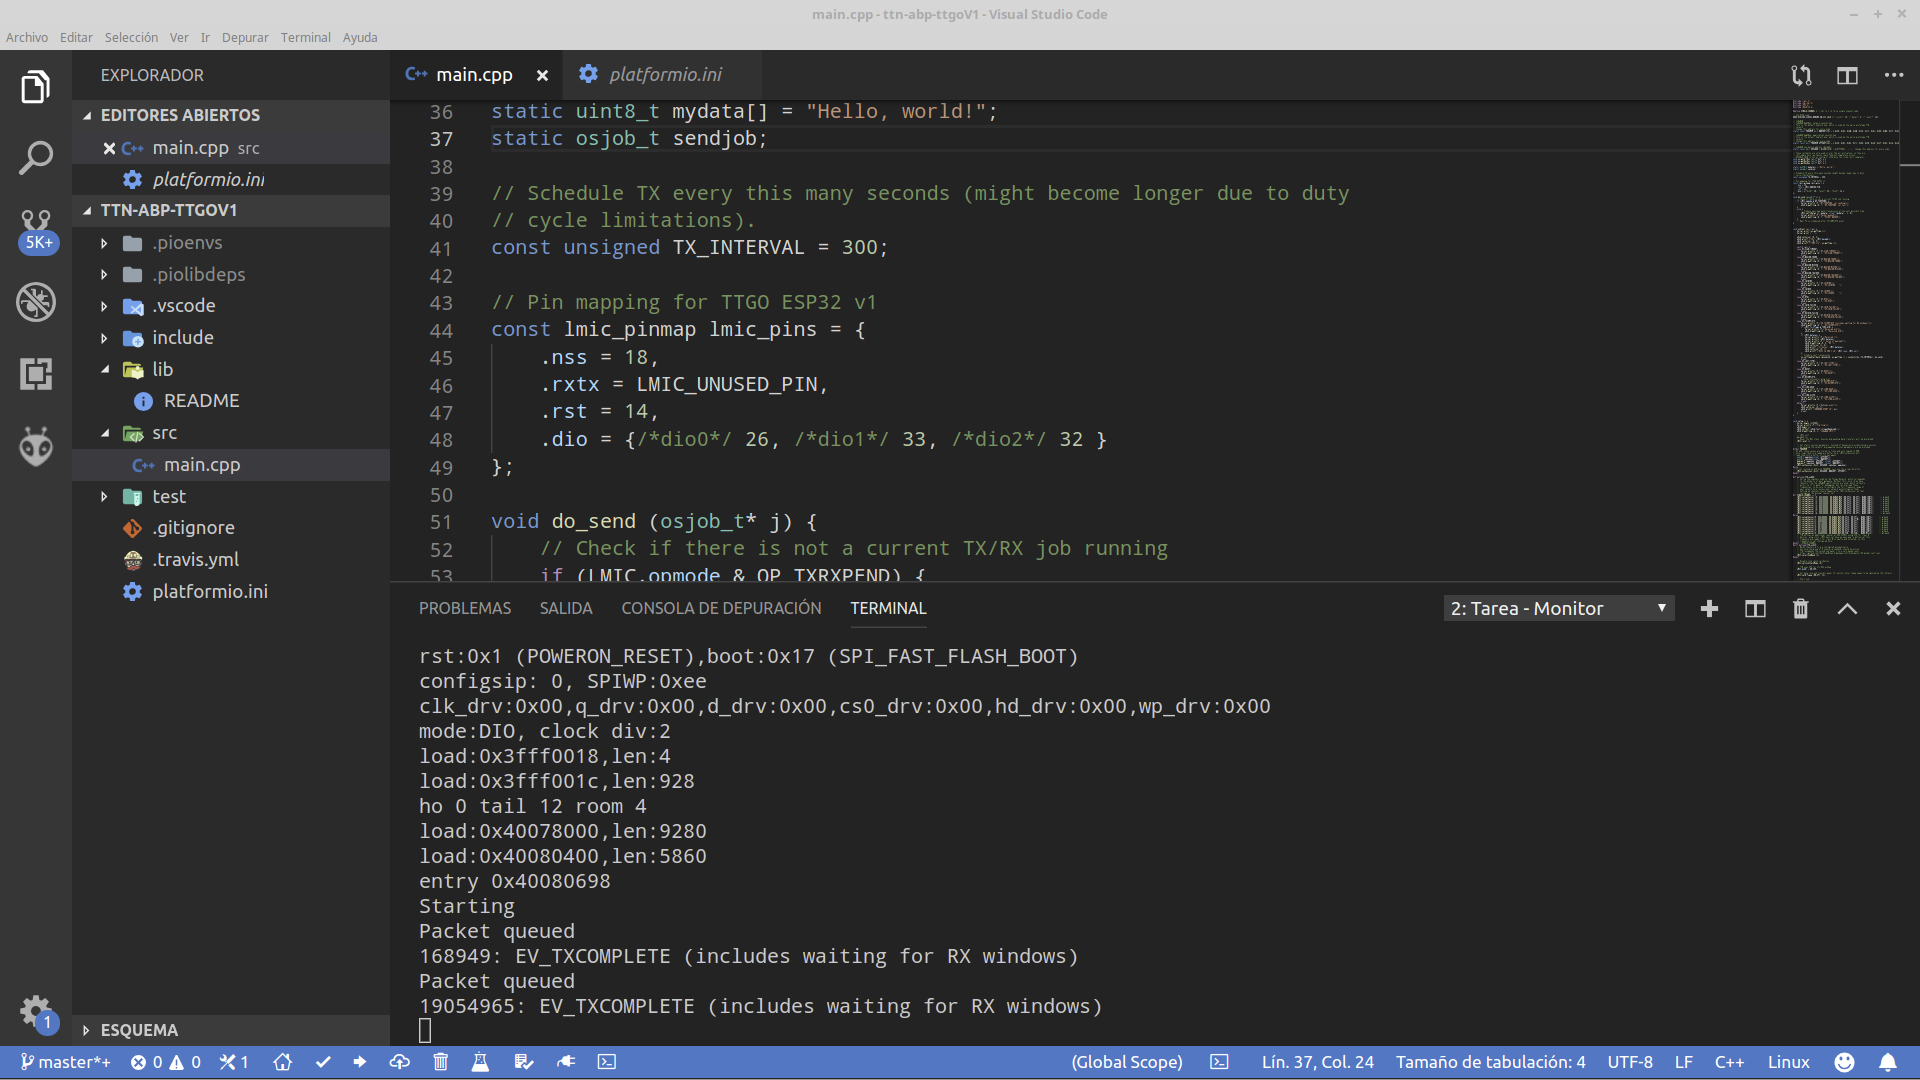 main.cpp - ttn-abp-ttgoV1 - Visual Studio Code
Archivo Editar Selección Ver Ir Depurar Terminal Ayuda
EXPLORADOR
EDITORES ABIERTOS
main.cpp src
platformio.ini
TTN-ABP-TTGOV1
.pioenvs
.piolibdeps
.vscode
include
lib
README
src
main.cpp
test
.gitignore
.travis.yml
platformio.ini
ESQUEMA
5K+
1
main.cpp platformio.ini
36 static uint8_t mydata[] = "Hello, world!";
37 static osjob_t sendjob;
38
39 // Schedule TX every this many seconds (might become longer due to duty
40 // cycle limitations).
41 const unsigned TX_INTERVAL = 300;
42
43 // Pin mapping for TTGO ESP32 v1
44 const lmic_pinmap lmic_pins = {
45 .nss = 18,
46 .rxtx = LMIC_UNUSED_PIN,
47 .rst = 14,
48 .dio = {/*dio0*/ 26, /*dio1*/ 33, /*dio2*/ 32 }
49 };
50
51 void do_send (osjob_t* j) {
52 // Check if there is not a current TX/RX job running
53 if (LMIC.opmode & OP_TXRXPEND) {
PROBLEMAS SALIDA CONSOLA DE DEPURACIÓN TERMINAL 2: Tarea - Monitor
rst:0x1 (POWERON_RESET),boot:0x17 (SPI_FAST_FLASH_BOOT)
configsip: 0, SPIWP:0xee
clk_drv:0x00,q_drv:0x00,d_drv:0x00,cs0_drv:0x00,hd_drv:0x00,wp_drv:0x00
mode:DIO, clock div:2
load:0x3fff0018,len:4
load:0x3fff001c,len:928
ho 0 tail 12 room 4
load:0x40078000,len:9280
load:0x40080400,len:5860
entry 0x40080698
Starting
Packet queued
168949: EV_TXCOMPLETE (includes waiting for RX windows)
Packet queued
19054965: EV_TXCOMPLETE (includes waiting for RX windows)
master*+ 0 0 1 (Global Scope) Lín. 37, Col. 24 Tamaño de tabulación: 4 UTF-8 LF C++ Linux